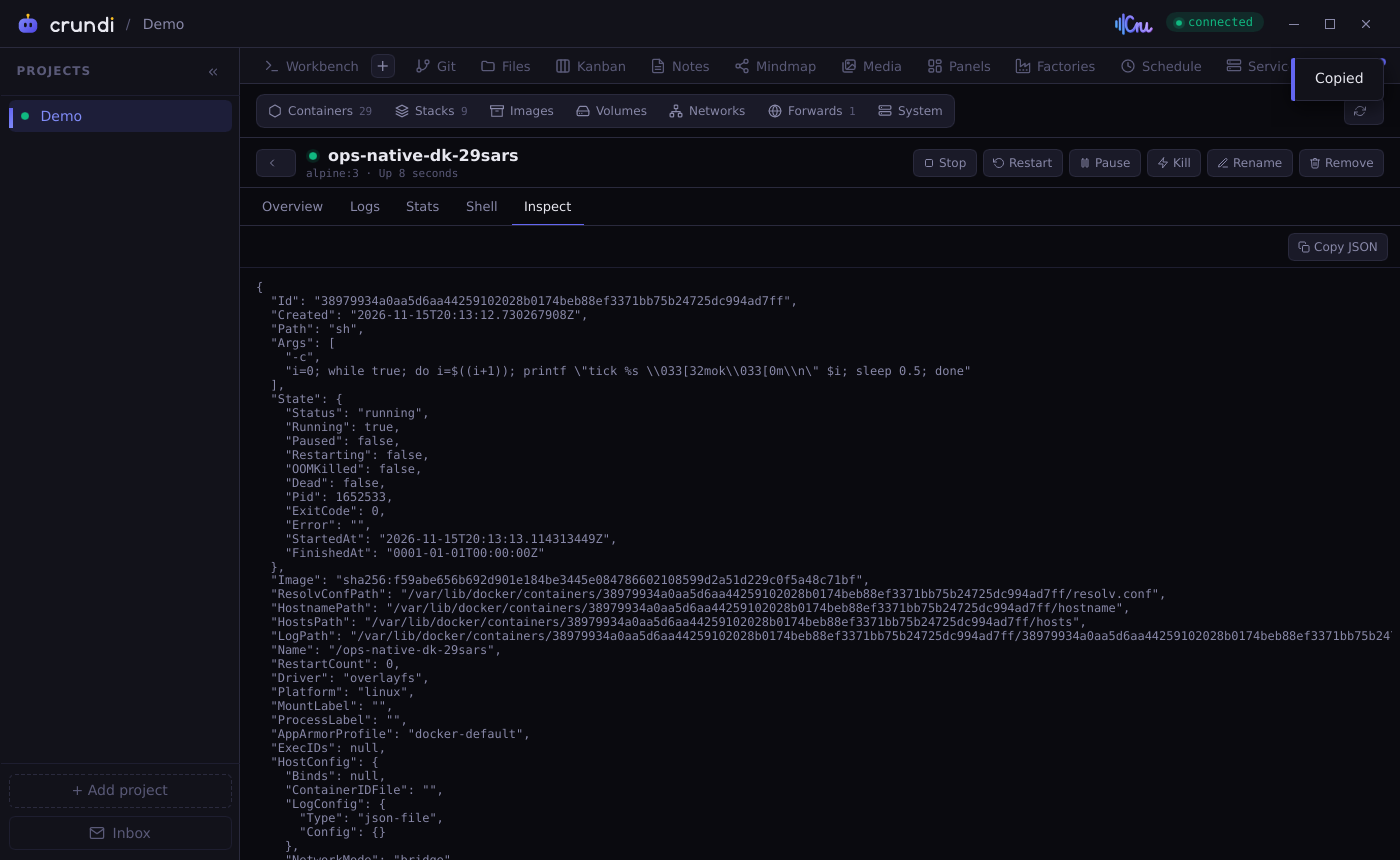 crundi / Demo
Cru
connected
PROJECTS «
Workbench + Git Files Kanban Notes Mindmap Media Panels Factories Schedule Servic
Copied
Demo
Containers 29 Stacks 9 Images Volumes Networks Forwards 1 System
ops-native-dk-29sars
alpine:3 · Up 8 seconds
Stop Restart Pause Kill Rename Remove
Overview Logs Stats Shell Inspect
Copy JSON
{
"Id": "38979934a0aa5d6aa44259102028b0174beb88ef3371bb75b24725dc994ad7ff",
"Created": "2026-11-15T20:13:12.730267908Z",
"Path": "sh",
"Args": [
"-c",
"i=0; while true; do i=$((i+1)); printf \"tick %s \\033[32mok\\033[0m\\n\" $i; sleep 0.5; done"
],
"State": {
"Status": "running",
"Running": true,
"Paused": false,
"Restarting": false,
"OOMKilled": false,
"Dead": false,
"Pid": 1652533,
"ExitCode": 0,
"Error": "",
"StartedAt": "2026-11-15T20:13:13.114313449Z",
"FinishedAt": "0001-01-01T00:00:00Z"
},
"Image": "sha256:f59abe656b692d901e184be3445e084786602108599d2a51d229c0f5a48c71bf",
"ResolvConfPath": "/var/lib/docker/containers/38979934a0aa5d6aa44259102028b0174beb88ef3371bb75b24725dc994ad7ff/resolv.conf",
"HostnamePath": "/var/lib/docker/containers/38979934a0aa5d6aa44259102028b0174beb88ef3371bb75b24725dc994ad7ff/hostname",
"HostsPath": "/var/lib/docker/containers/38979934a0aa5d6aa44259102028b0174beb88ef3371bb75b24725dc994ad7ff/hosts",
"LogPath": "/var/lib/docker/containers/38979934a0aa5d6aa44259102028b0174beb88ef3371bb75b24725dc994ad7ff/38979934a0aa5d6aa44259102028b0174beb88ef3371bb75b24
"Name": "/ops-native-dk-29sars",
"RestartCount": 0,
"Driver": "overlayfs",
"Platform": "linux",
"MountLabel": "",
"ProcessLabel": "",
"AppArmorProfile": "docker-default",
"ExecIDs": null,
"HostConfig": {
"Binds": null,
"ContainerIDFile": "",
"LogConfig": {
"Type": "json-file",
"Config": {}
},
"NetworkMode": "bridge",
+ Add project
Inbox